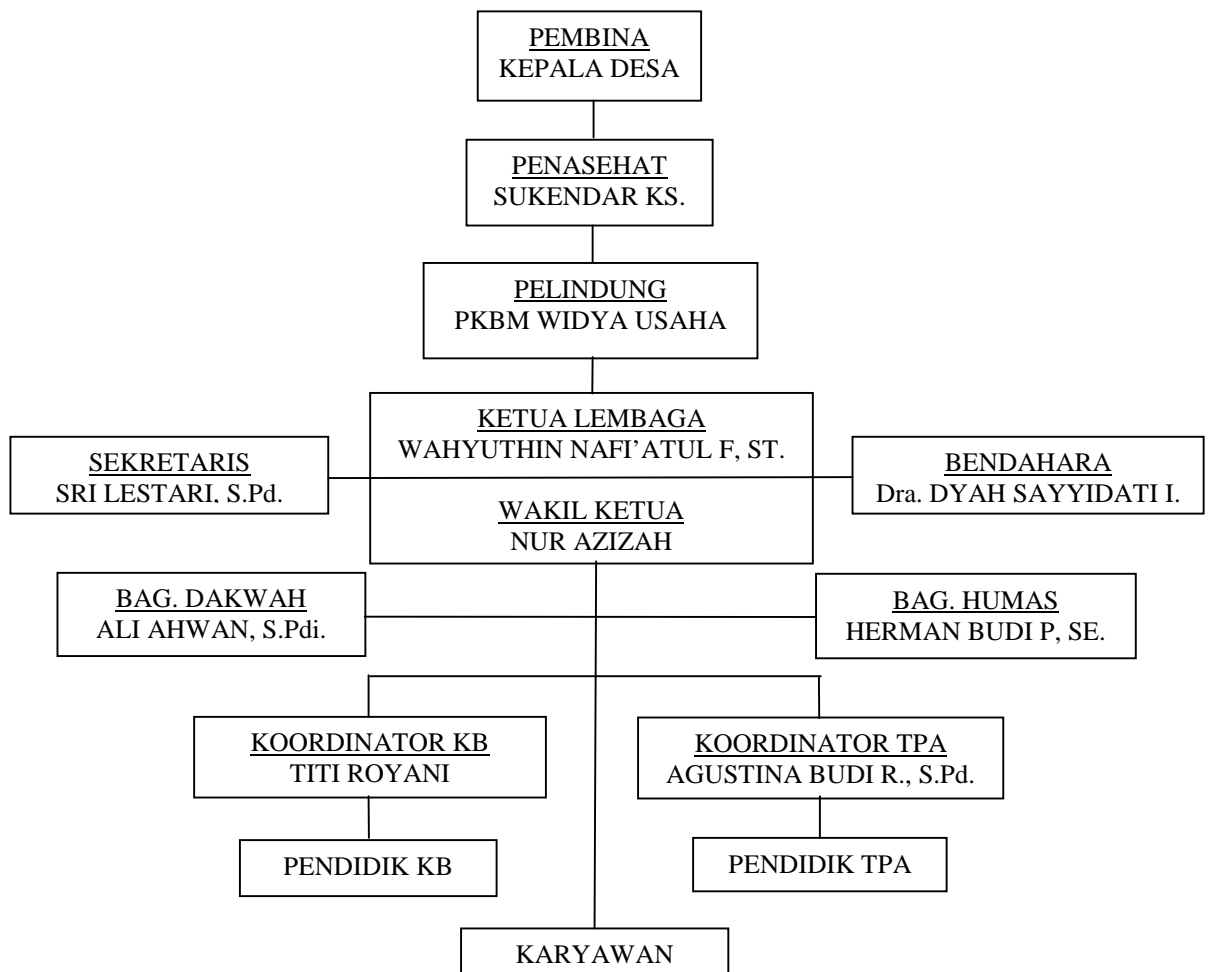 PEMBINA
KEPALA DESA
PENASEHAT
SUKENDAR KS.
PELINDUNG
PKBM WIDYA USAHA
KETUA LEMBAGA
WAHYUTHIN NAFI'ATUL F, ST.
SEKRETARIS
SRI LESTARI, S.Pd.
BENDAHARA
Dra. DYAH SAYYIDATI I.
WAKIL KETUA
NUR AZIZAH
BAG. DAKWAH
ALI AHWAN, S.Pdi.
BAG. HUMAS
HERMAN BUDI P, SE.
KOORDINATOR KB
TITI ROYANI
KOORDINATOR TPA
AGUSTINA BUDI R., S.Pd.
PENDIDIK KB
PENDIDIK TPA
KARYAWAN